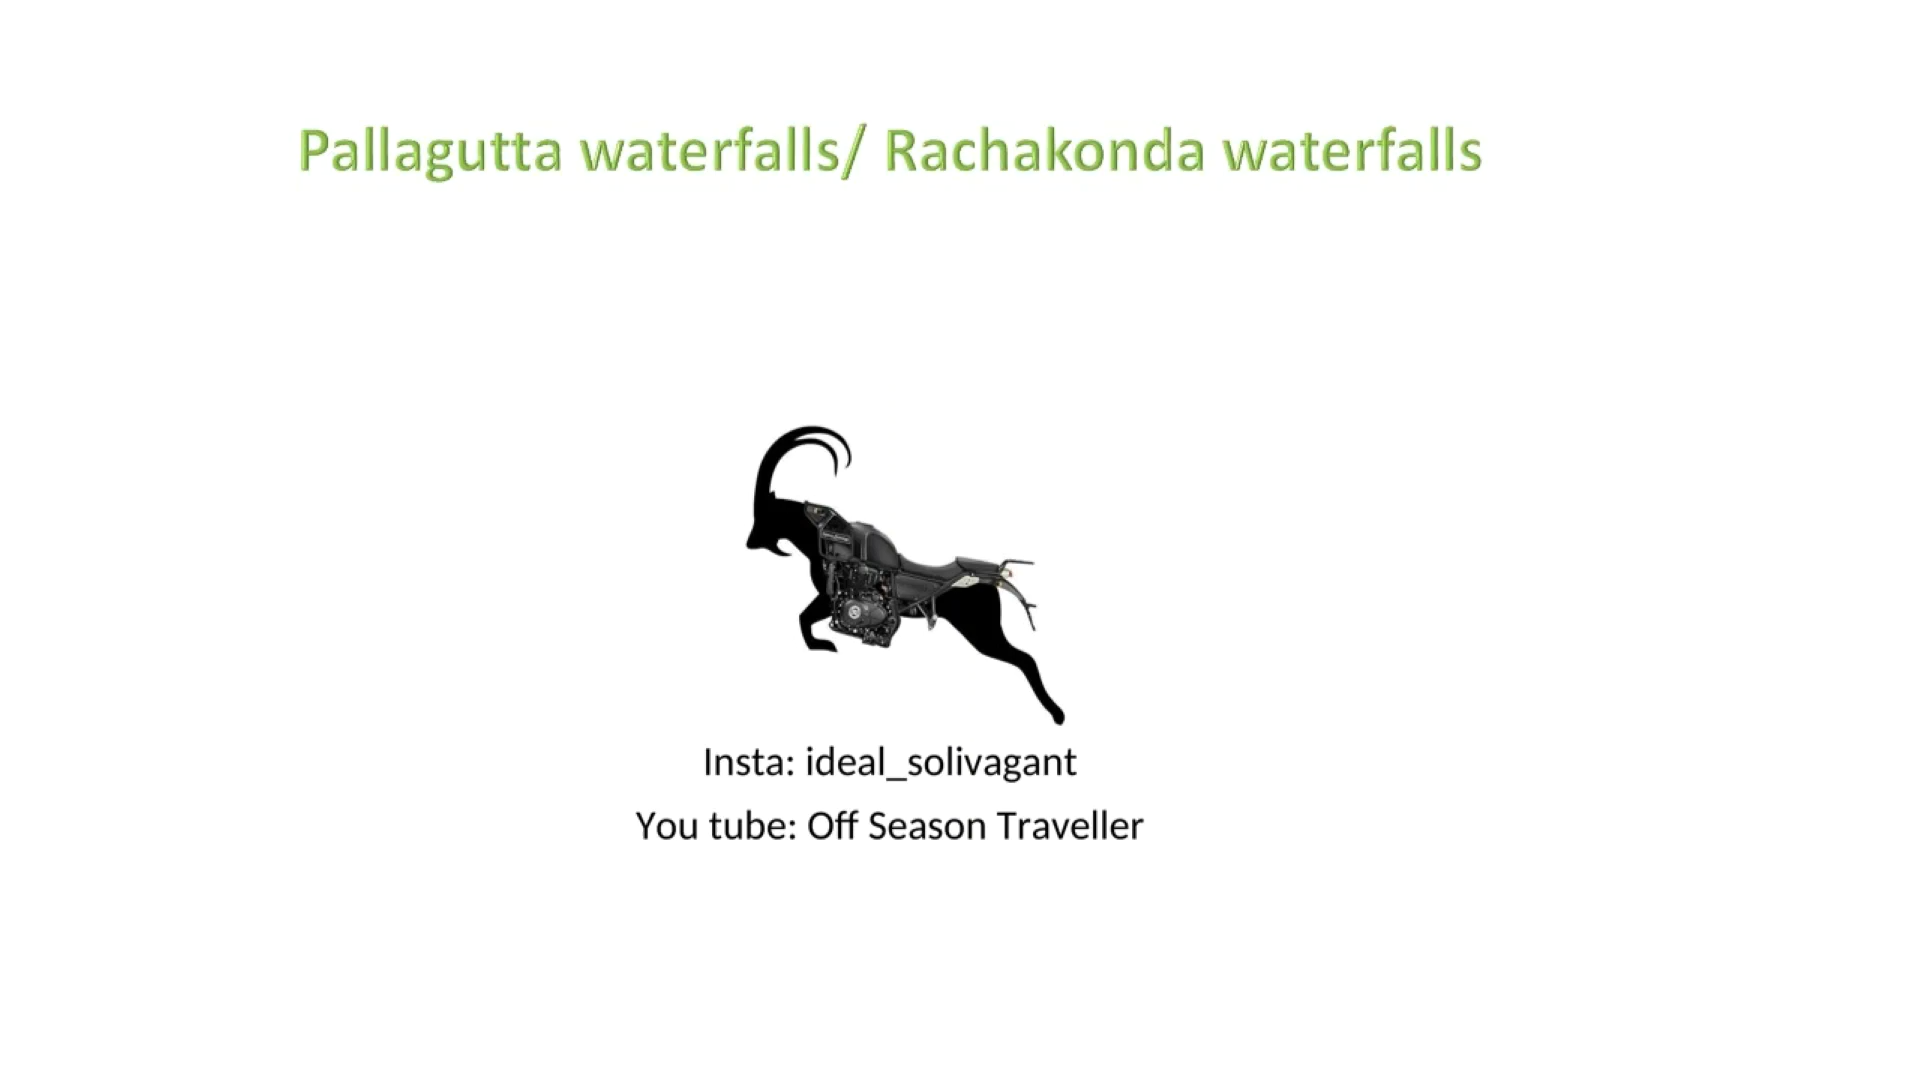 Pallagutta waterfalls/ Rachakonda waterfalls
Insta: ideal_solivagant
You tube: Off Season Traveller